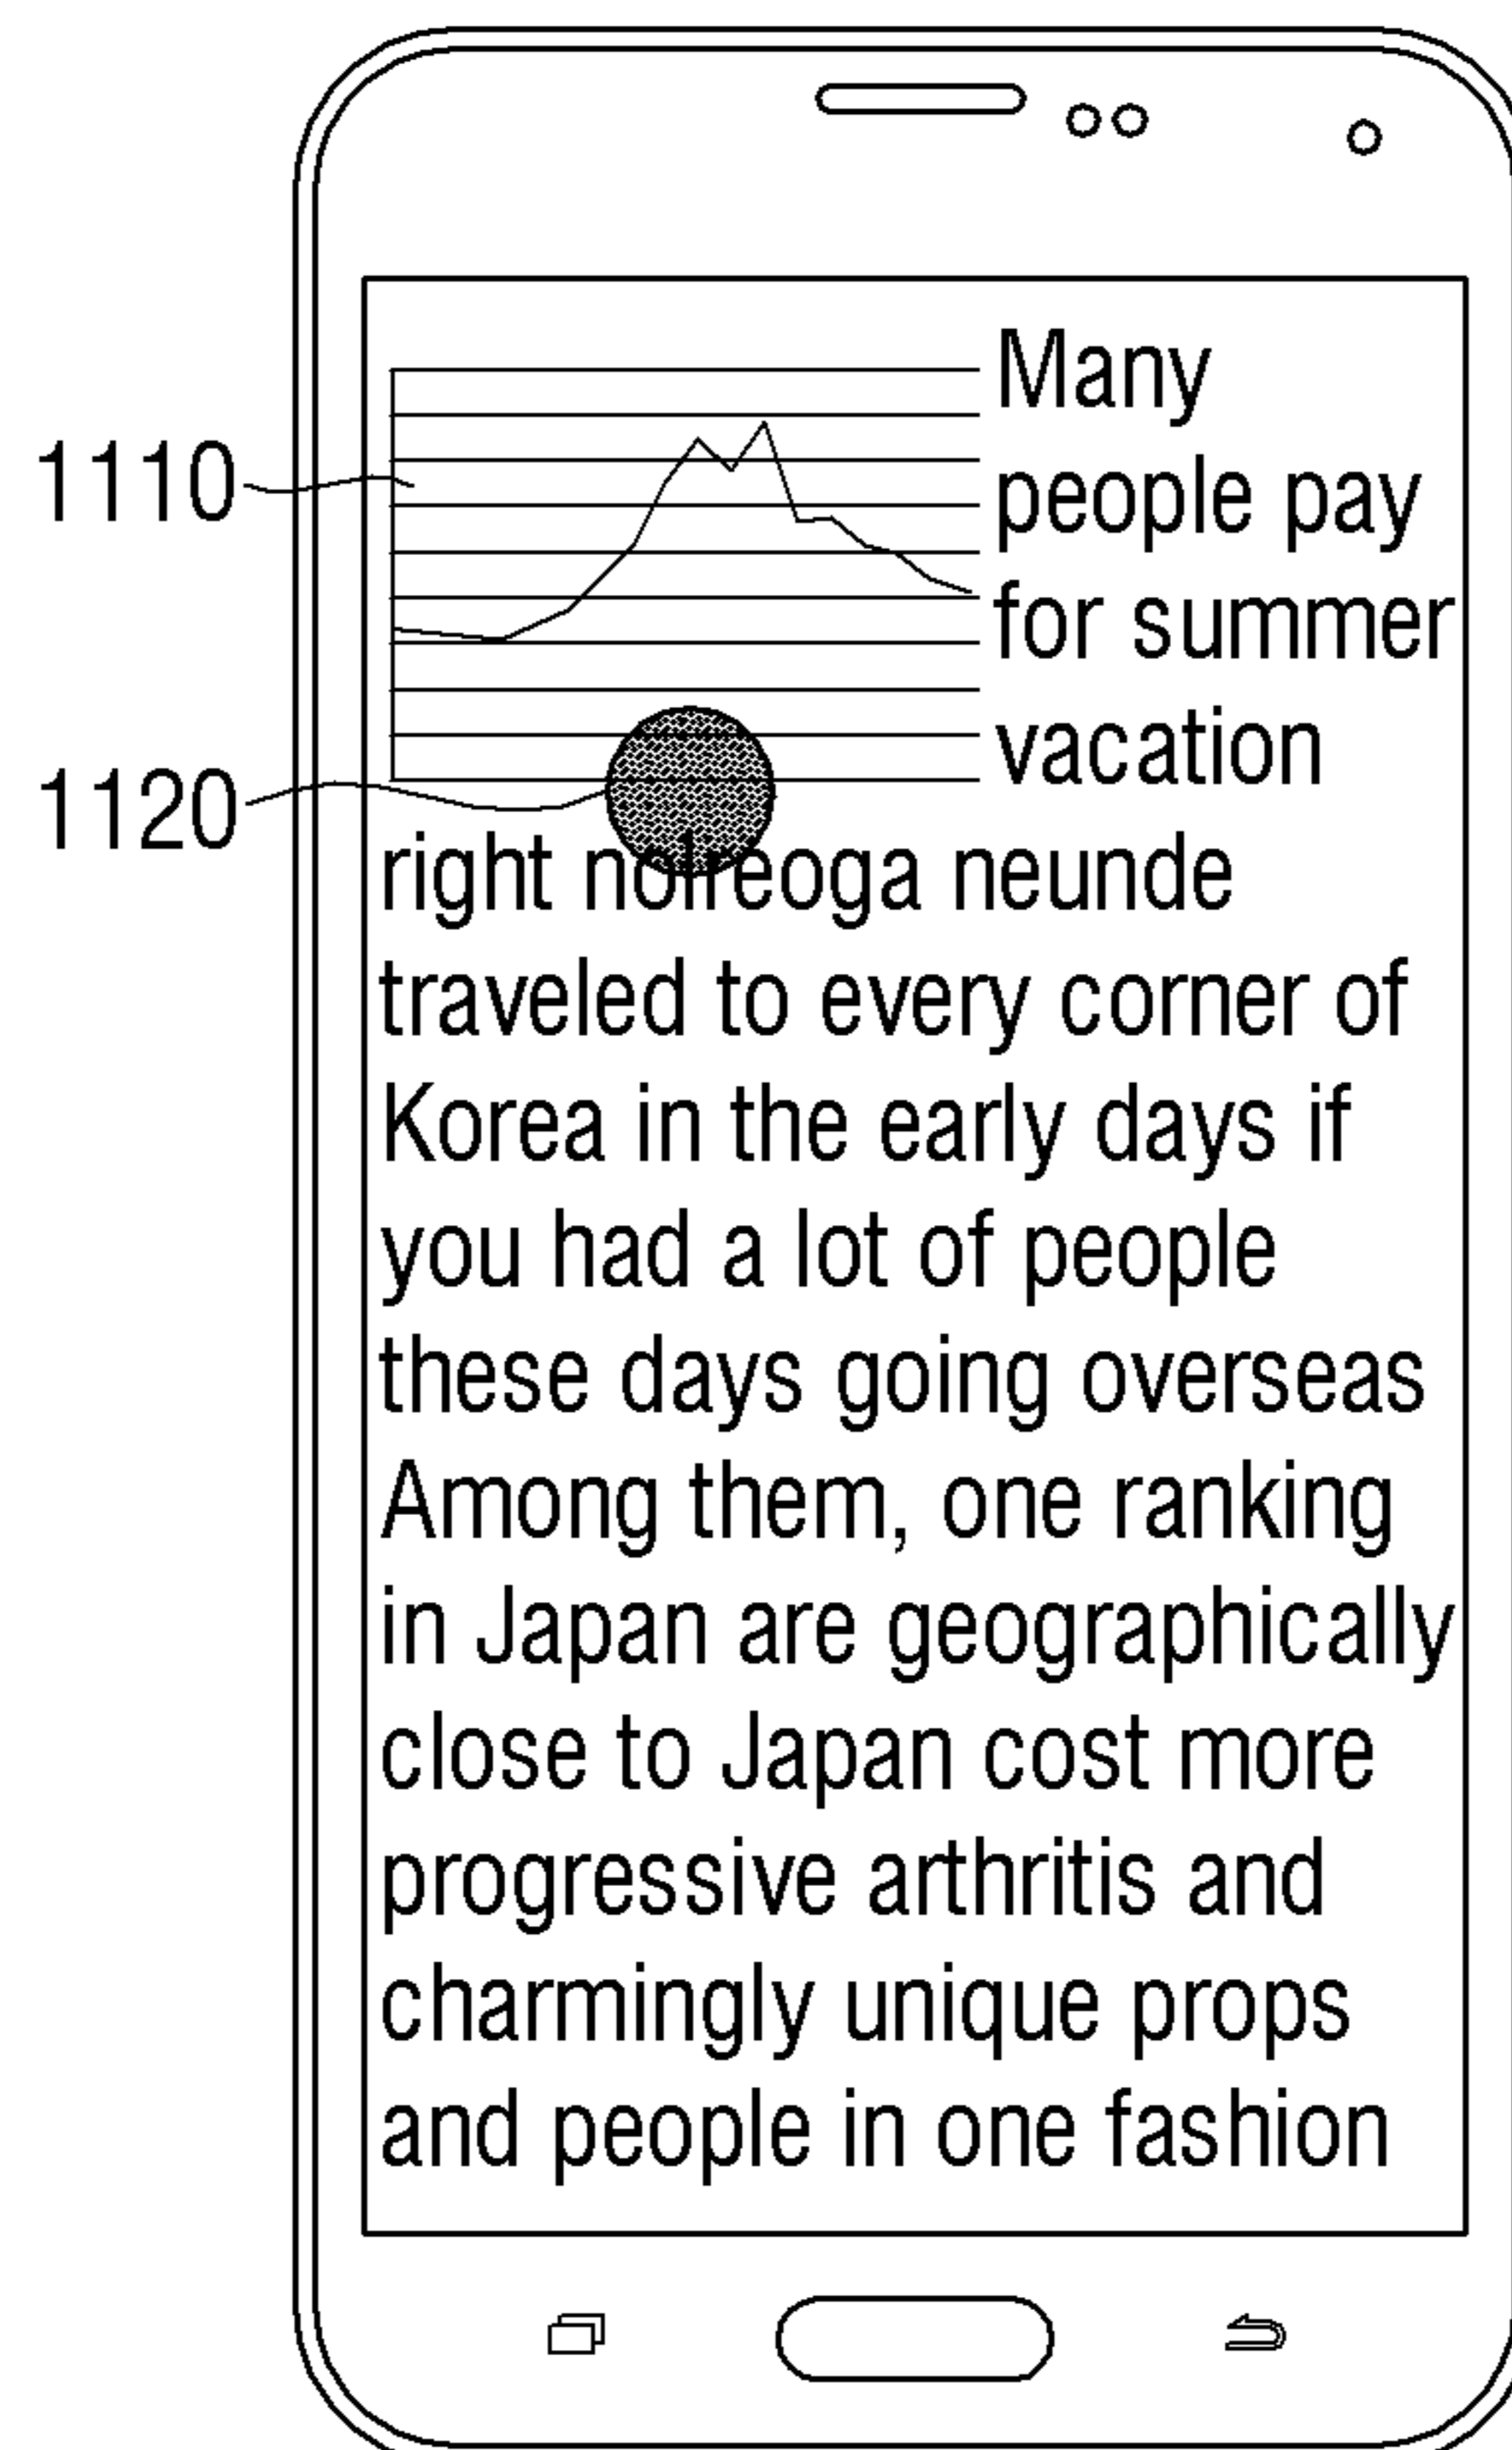 Many
1110
people pay
for summer
vacation
1120
right nolreoga neunde
traveled to every corner of
Korea in the early days if
you had a lot of people
these days going overseas
Among them, one ranking
in Japan are geographically
close to Japan cost more
progressive arthritis and
charmingly unique props
and people in one fashion